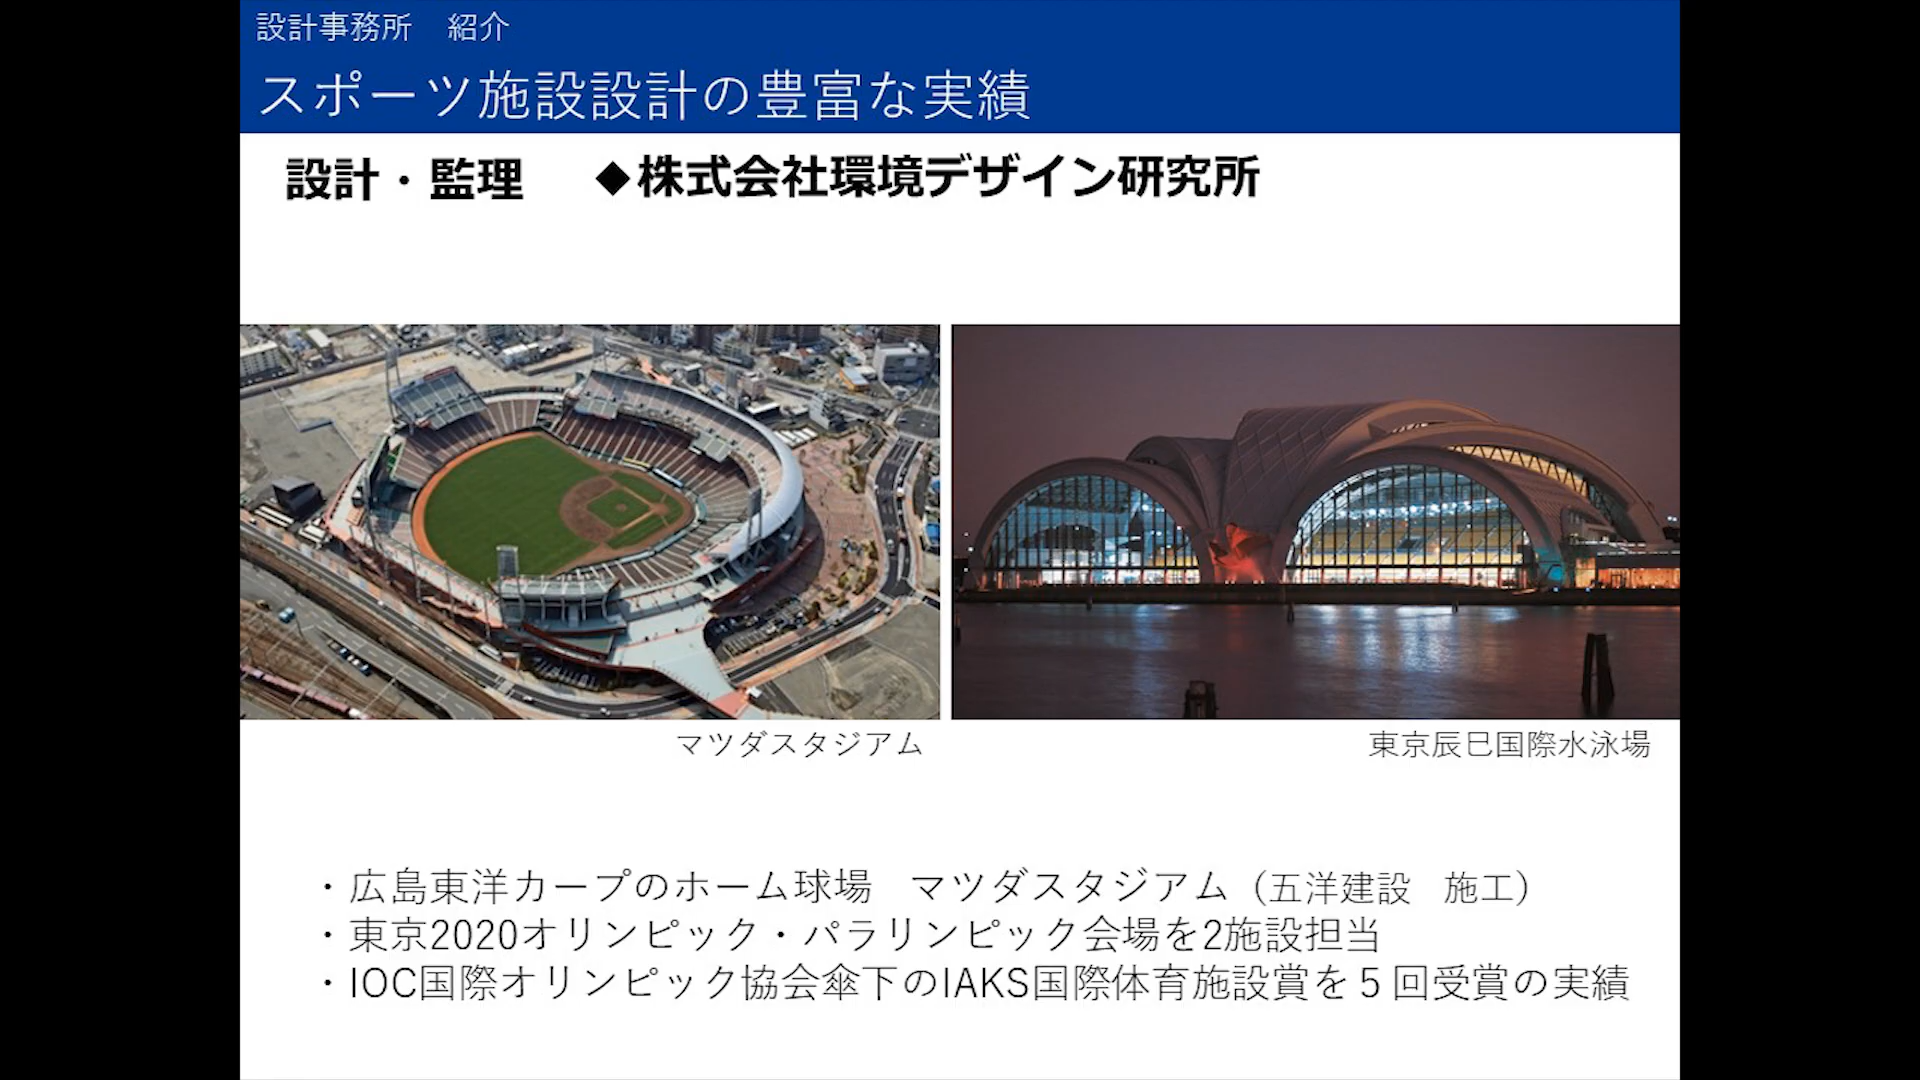 設計事務所　紹介
スポーツ施設設計の豊富な実績
設計・監理　◆株式会社環境デザイン研究所
マツダスタジアム
東京辰巳国際水泳場
・広島東洋カープのホーム球場　マツダスタジアム（五洋建設　施工）
・東京2020オリンピック・パラリンピック会場を2施設担当
・IOC国際オリンピック協会傘下のIAKS国際体育施設賞を５回受賞の実績